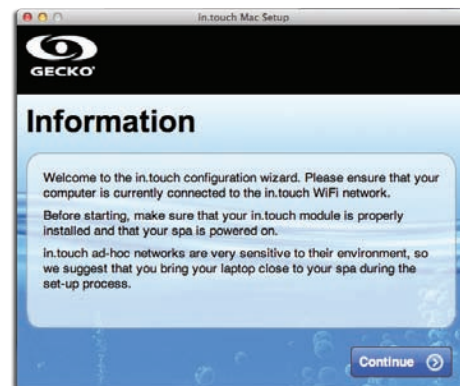 in.touch Mac Setup
GECKO
Information
Welcome to the in.touch configuration wizard. Please ensure that your
computer is currently connected to the in.touch WiFi network.
Before starting, make sure that your in.touch module is properly
installed and that your spa is powered on.
in.touch ad-hoc networks are very sensitive to their environment, so
we suggest that you bring your laptop close to your spa during the
set-up process.
Continue